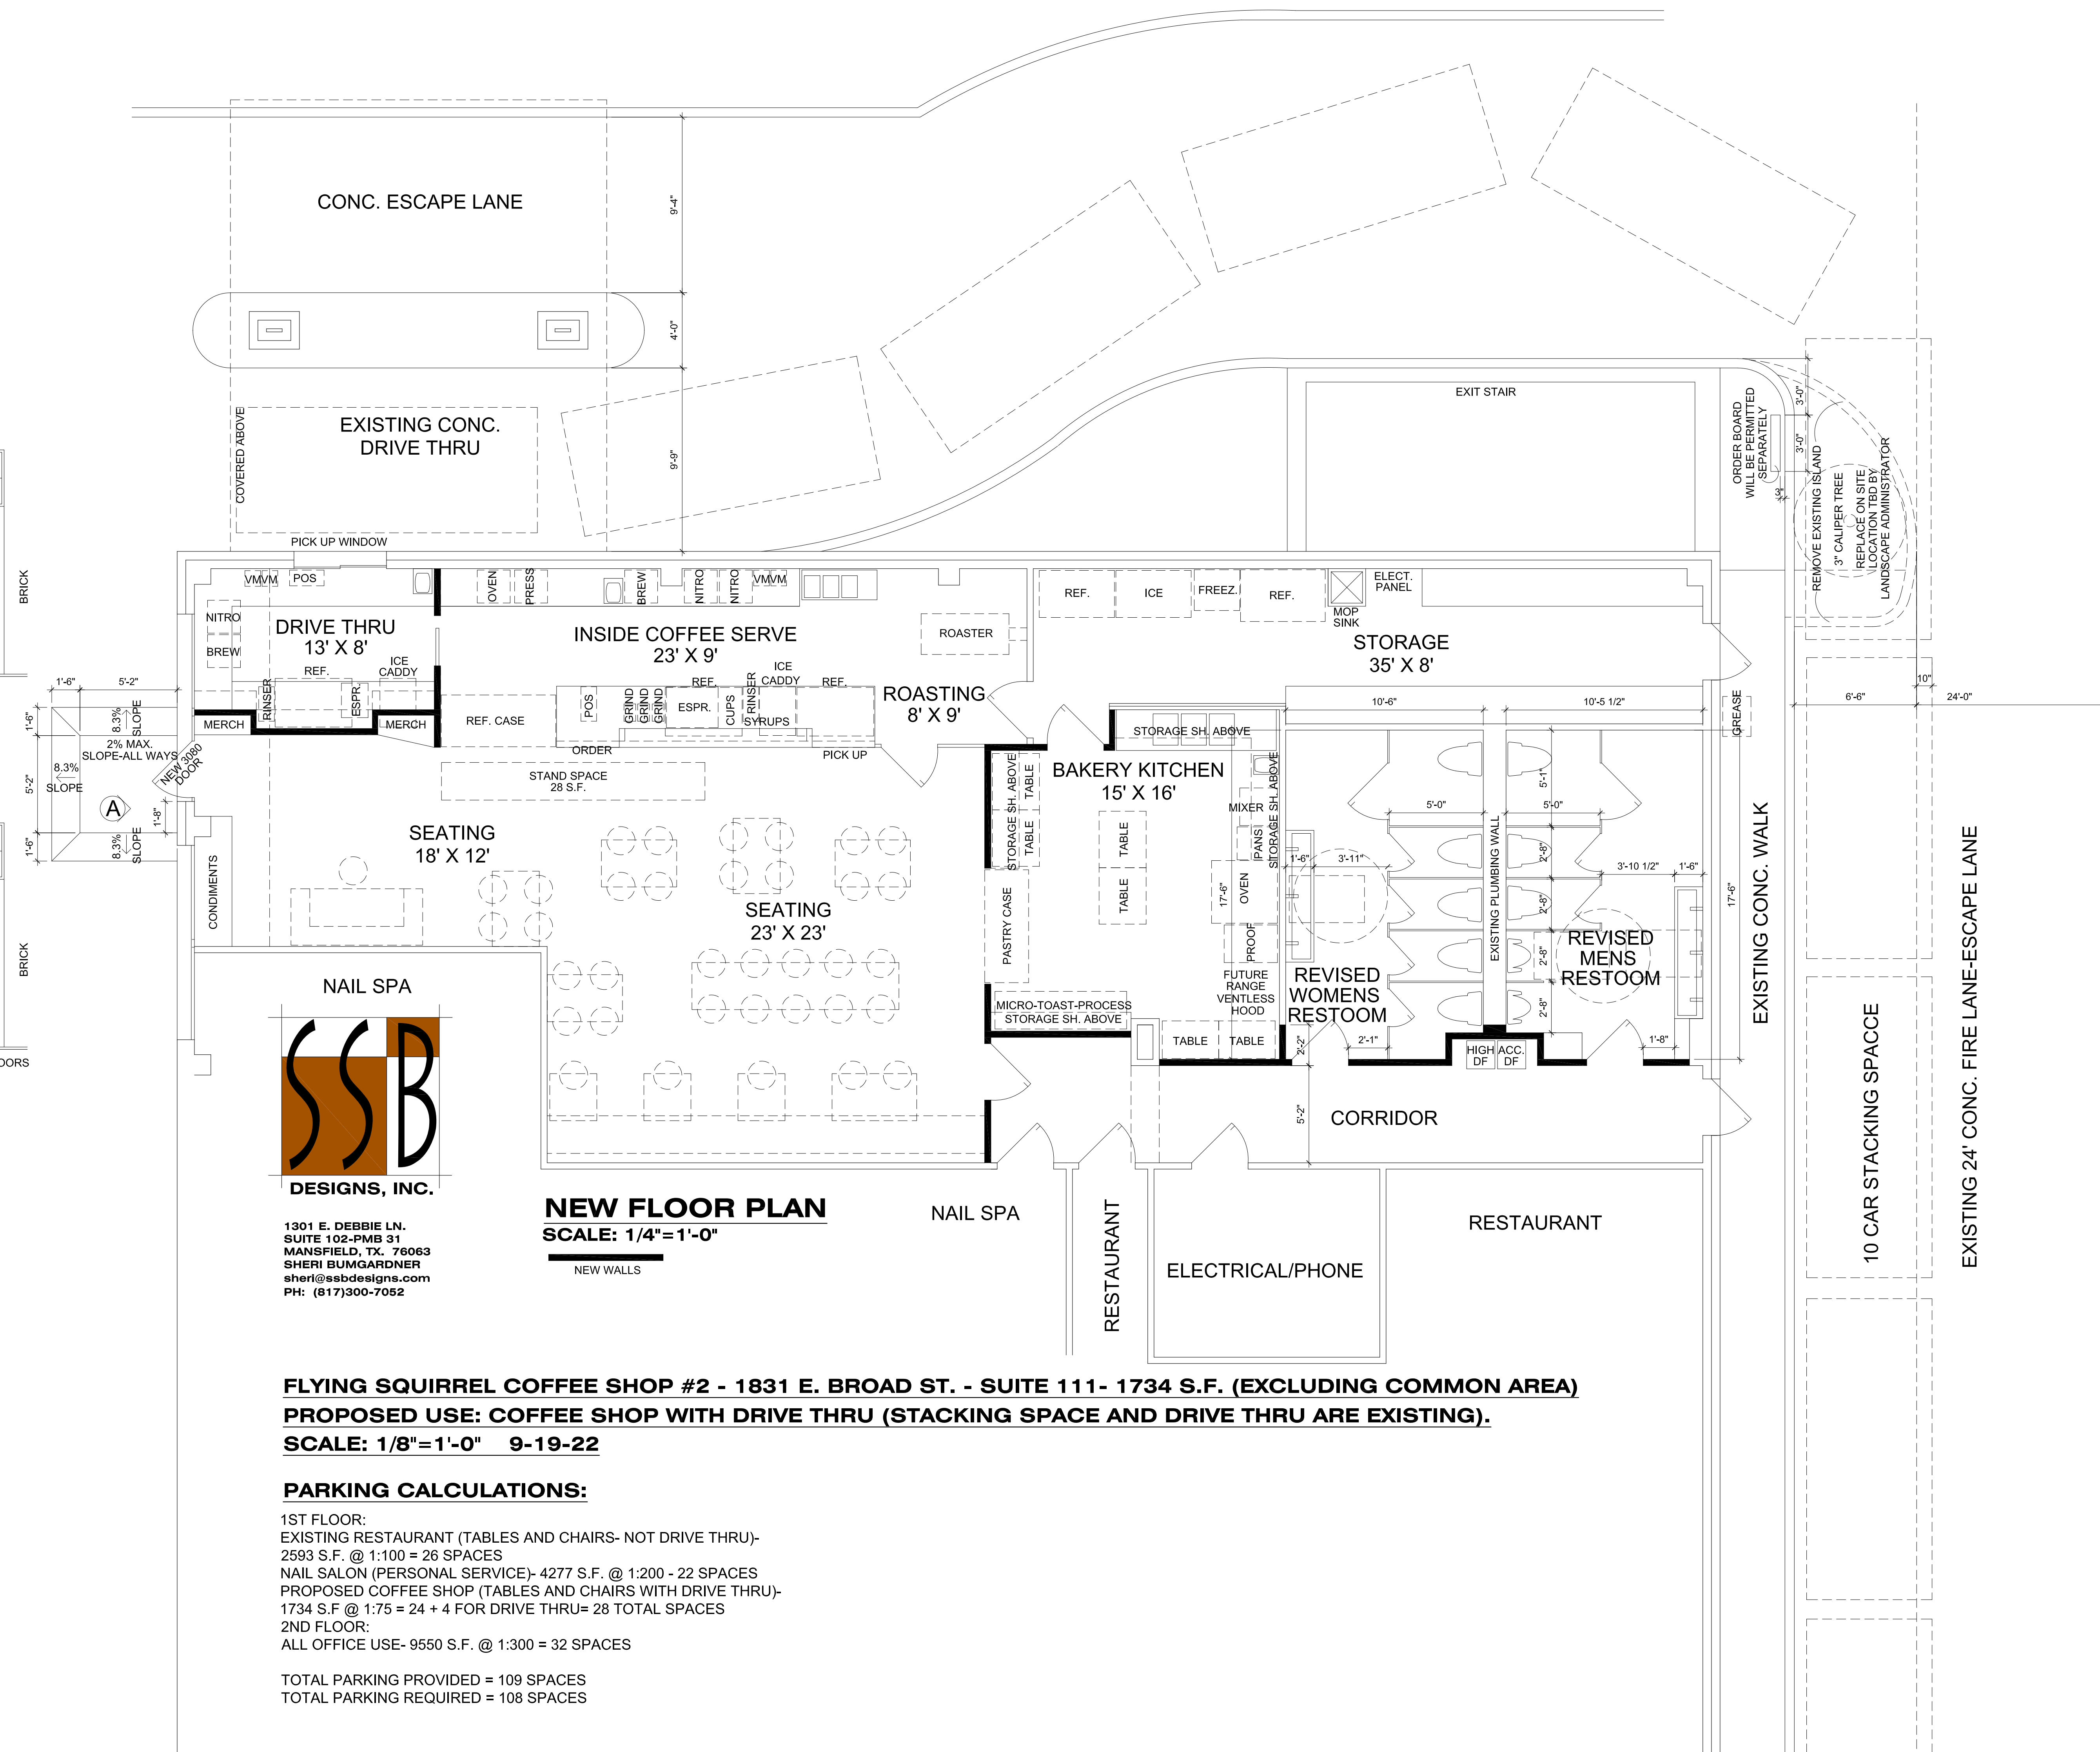 CONC. ESCAPE LANE
9'-4"
4'-0"
9'-9"
EXISTING CONC.
DRIVE THRU
COVERED ABOVE
PICK UP WINDOW
EXIT STAIR
ORDER BOARD
WILL BE PERMITTED
SEPARATELY
3'-0"
3'-0"
3"
REMOVE EXISTING ISLAND
3" CALIPER TREE
REPLACE ON SITE
LOCATION TBD BY
LANDSCAPE ADMINISTRATOR
BRICK
BRICK
OORS
VM
VM
POS
NITRO
BREW
DRIVE THRU
13' X 8'
REF.
ICE
CADDY
RINSER
ESPR.
MERCH
MERCH
OVEN
PRESS
BREW
NITRO
NITRO
VM
VM
INSIDE COFFEE SERVE
23' X 9'
ROASTER
ROASTING
8' X 9'
REF. CASE
POS
GRIND
GRIND
GRIND
REF.
ESPR.
CUPS
RINSER
ICE
CADDY
SYRUPS
REF.
ORDER
PICK UP
REF.
ICE
FREEZ.
REF.
MOP
SINK
ELECT.
PANEL
STORAGE
35' X 8'
1'-6"
5'-2"
1'-6"
5'-2"
1'-6"
8.3%
SLOPE
2% MAX.
SLOPE-ALL WAYS
8.3%
SLOPE
8.3%
SLOPE
A
1'-8"
NEW 3080
DOOR
STAND SPACE
28 S.F.
SEATING
18' X 12'
CONDIMENTS
SEATING
23' X 23'
STORAGE SH. ABOVE
BAKERY KITCHEN
15' X 16'
STORAGE SH. ABOVE
TABLE
TABLE
TABLE
TABLE
PASTRY CASE
MIXER
PANS
STORAGE SH. ABOVE
OVEN
17'-6"
PROOF
FUTURE
RANGE
VENTLESS
HOOD
MICRO-TOAST-PROCESS
STORAGE SH. ABOVE
TABLE
TABLE
10'-6"
10'-5 1/2"
GREASE
5'-0"
5'-0"
5'-1"
2'-8"
2'-8"
2'-8"
2'-8"
1'-6"
3'-11"
3'-10 1/2"
1'-6"
EXISTING PLUMBING WALL
17'-6"
REVISED
WOMENS
RESTOOM
REVISED
MENS
RESTOOM
2'-2"
2'-1"
HIGH
DF
ACC.
DF
1'-8"
5'-2"
CORRIDOR
EXISTING CONC. WALK
10"
6'-6"
24'-0"
10 CAR STACKING SPACCE
EXISTING 24' CONC. FIRE LANE-ESCAPE LANE
NAIL SPA
SSB
DESIGNS, INC.
1301 E. DEBBIE LN.
SUITE 102-PMB 31
MANSFIELD, TX. 76063
SHERI BUMGARDNER
sheri@ssbdesigns.com
PH: (817)300-7052
NEW FLOOR PLAN
SCALE: 1/4"=1'-0"
NEW WALLS
NAIL SPA
RESTAURANT
ELECTRICAL/PHONE
RESTAURANT
FLYING SQUIRREL COFFEE SHOP #2 - 1831 E. BROAD ST. - SUITE 111- 1734 S.F. (EXCLUDING COMMON AREA)
PROPOSED USE: COFFEE SHOP WITH DRIVE THRU (STACKING SPACE AND DRIVE THRU ARE EXISTING).
SCALE: 1/8"=1'-0" 9-19-22
PARKING CALCULATIONS:
1ST FLOOR:
EXISTING RESTAURANT (TABLES AND CHAIRS- NOT DRIVE THRU)-
2593 S.F. @ 1:100 = 26 SPACES
NAIL SALON (PERSONAL SERVICE)- 4277 S.F. @ 1:200 - 22 SPACES
PROPOSED COFFEE SHOP (TABLES AND CHAIRS WITH DRIVE THRU)-
1734 S.F @ 1:75 = 24 + 4 FOR DRIVE THRU= 28 TOTAL SPACES
2ND FLOOR:
ALL OFFICE USE- 9550 S.F. @ 1:300 = 32 SPACES
TOTAL PARKING PROVIDED = 109 SPACES
TOTAL PARKING REQUIRED = 108 SPACES